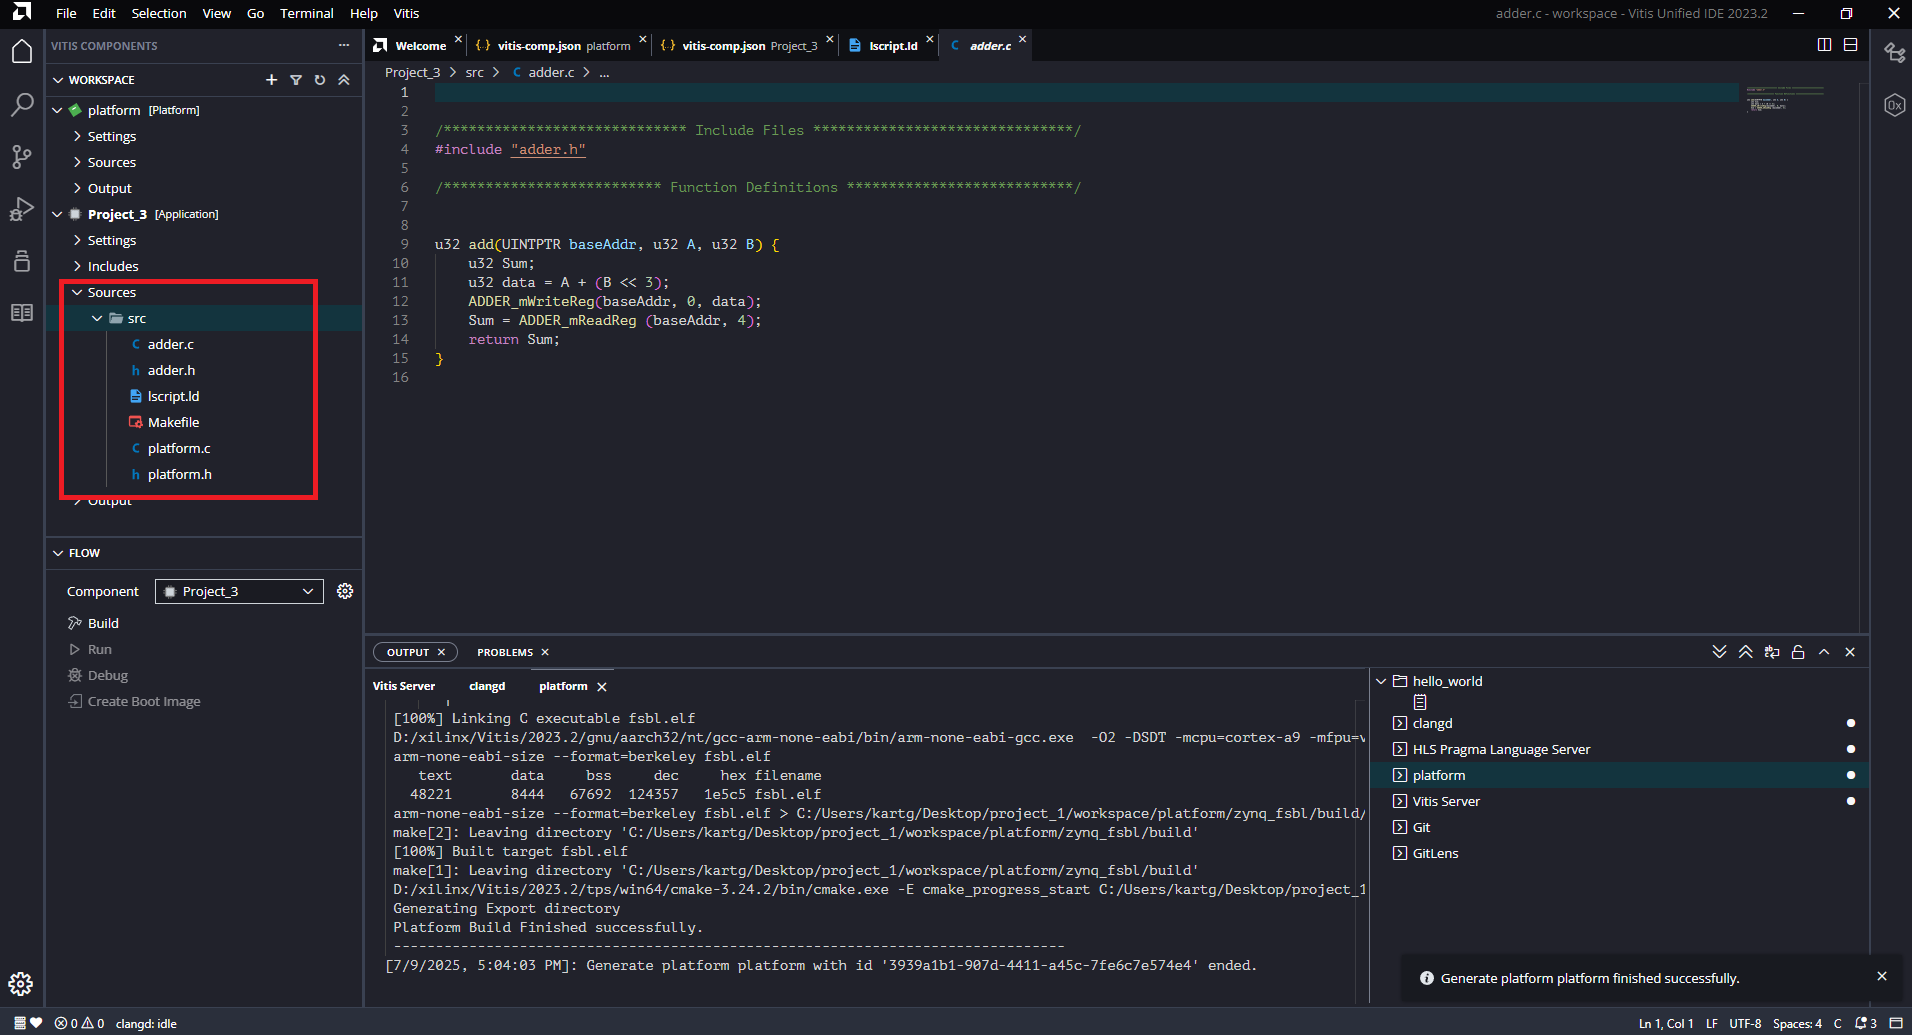 File Edit Selection View Go Terminal Help Vitis
adder.c - workspace - Vitis Unified IDE 2023.2
VITIS COMPONENTS
WORKSPACE
platform [Platform]
Settings
Sources
Output
Project_3 [Application]
Settings
Includes
Sources
src
C adder.c
h adder.h
lscript.ld
Makefile
C platform.c
h platform.h
Output
FLOW
Component Project_3
Build
Run
Debug
Create Boot Image
Welcome {} vitis-comp.json platform {} vitis-comp.json Project_3 lscript.ld C adder.c
Project_3 > src > C adder.c > ...
1
2
3 /***************************** Include Files *******************************/
4 #include "adder.h"
5
6 /************************** Function Definitions ***************************/
7
8
9 u32 add(UINTPTR baseAddr, u32 A, u32 B) {
10 u32 Sum;
11 u32 data = A + (B << 3);
12 ADDER_mWriteReg(baseAddr, 0, data);
13 Sum = ADDER_mReadReg (baseAddr, 4);
14 return Sum;
15 }
16
OUTPUT PROBLEMS
Vitis Server clangd platform
[100%] Linking C executable fsbl.elf
D:/xilinx/Vitis/2023.2/gnu/aarch32/nt/gcc-arm-none-eabi/bin/arm-none-eabi-gcc.exe -O2 -DSDT -mcpu=cortex-a9 -mfpu=v
arm-none-eabi-size --format=berkeley fsbl.elf
text data bss dec hex filename
48221 8444 67692 124357 1e5c5 fsbl.elf
arm-none-eabi-size --format=berkeley fsbl.elf > C:/Users/kartg/Desktop/project_1/workspace/platform/zynq_fsbl/build/
make[2]: Leaving directory 'C:/Users/kartg/Desktop/project_1/workspace/platform/zynq_fsbl/build'
[100%] Built target fsbl.elf
make[1]: Leaving directory 'C:/Users/kartg/Desktop/project_1/workspace/platform/zynq_fsbl/build'
D:/xilinx/Vitis/2023.2/tps/win64/cmake-3.24.2/bin/cmake.exe -E cmake_progress_start C:/Users/kartg/Desktop/project_1
Generating Export directory
Platform Build Finished successfully.
--------------------------------------------------------------------------------
[7/9/2025, 5:04:03 PM]: Generate platform platform with id '3939a1b1-907d-4411-a45c-7fe6c7e574e4' ended.
hello_world
clangd
HLS Pragma Language Server
platform
Vitis Server
Git
GitLens
Generate platform platform finished successfully.
0 0 clangd: idle
Ln 1, Col 1 LF UTF-8 Spaces: 4 C 3